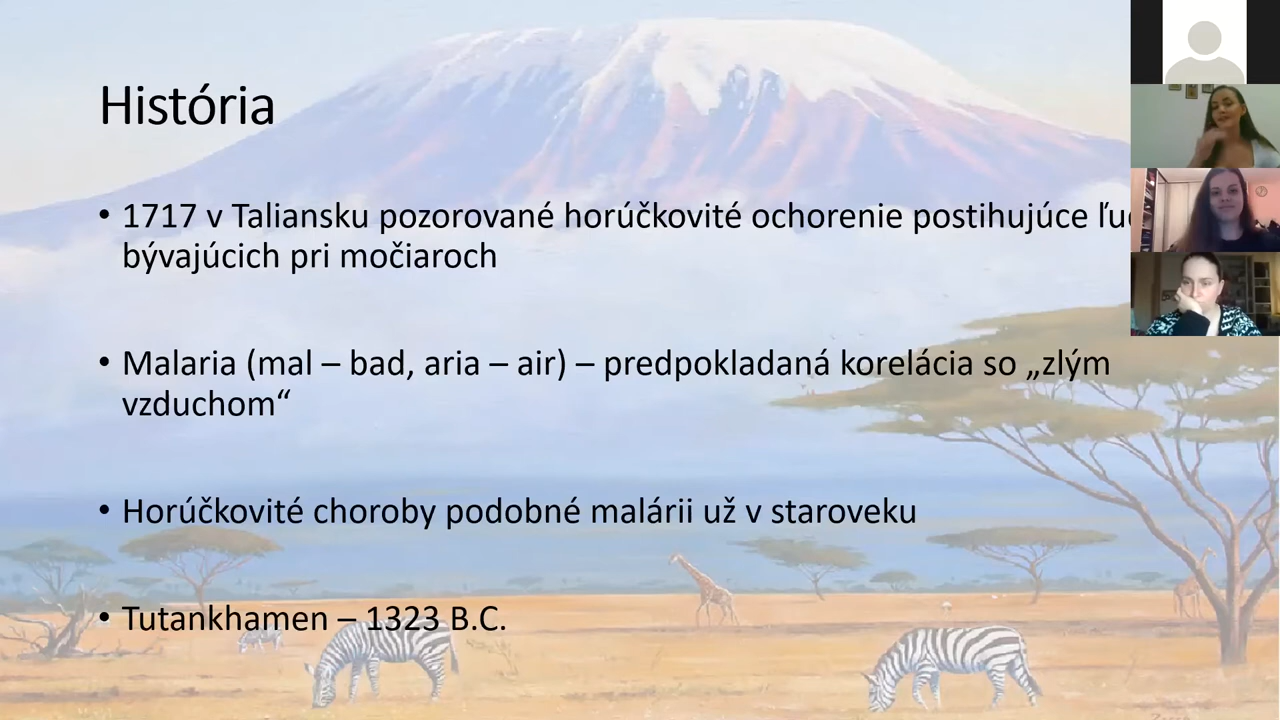 História
• 1717 v Taliansku pozorované horúčkovité ochorenie postihujúce
bývajúcich pri močiaroch
• Malaria (mal – bad, aria – air) – predpokladaná korelácia so „zlým
vzduchom“
• Horúčkovité choroby podobné malárii už v staroveku
• Tutankhamen – 1323 B.C.